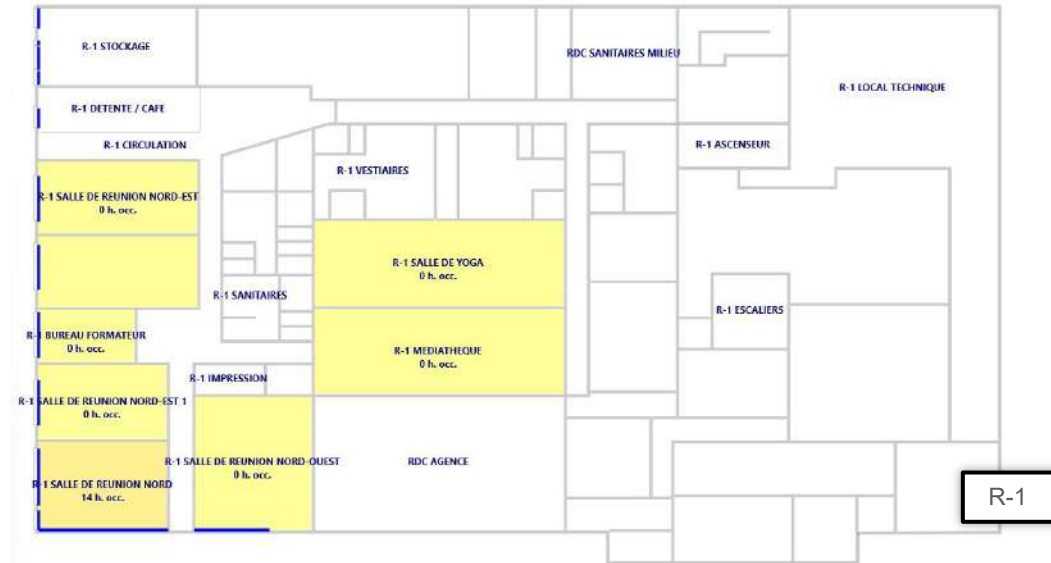 R-1 STOCKAGE
RDC SANITAIRES MILIEU
R-1 LOCAL TECHNIQUE
R-1 DETENTE / CAFE
R-1 CIRCULATION
R-1 ASCENSEUR
R-1 VESTIAIRES
R-1 SALLE DE REUNION NORD-EST
0 h. occ.
R-1 SALLE DE YOGA
0 h. occ.
R-1 SANITAIRES
R-1 ESCALIERS
R-1 BUREAU FORMATEUR
0 h. occ.
R-1 MEDIATHEQUE
0 h. occ.
R-1 IMPRESSION
R-1 SALLE DE REUNION NORD-EST 1
0 h. occ.
R-1 SALLE DE REUNION NORD-OUEST
0 h. occ.
RDC AGENCE
R-1 SALLE DE REUNION NORD
14 h. occ.
R-1